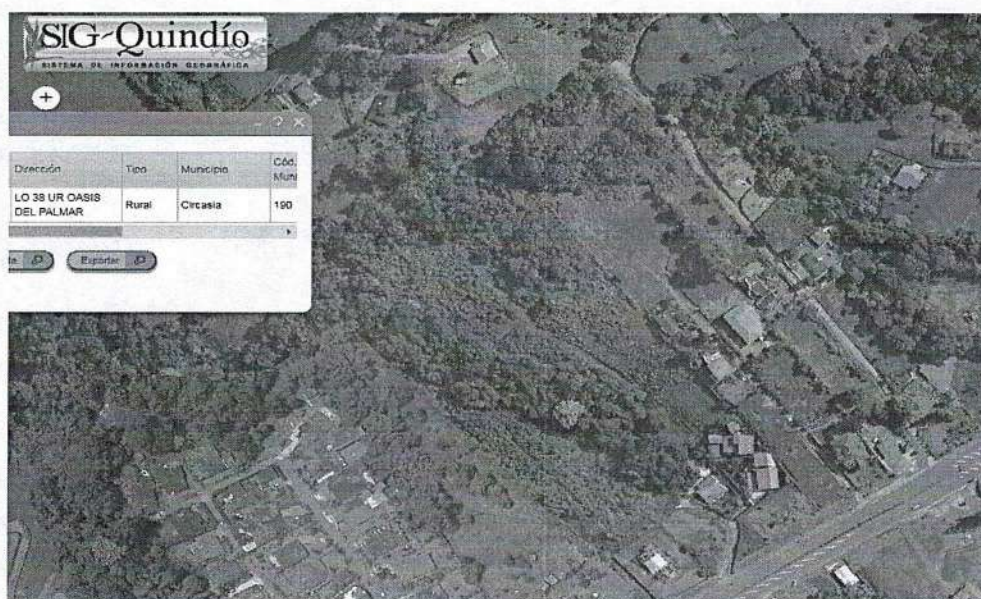 SIG-Quindío
SISTEMA DE INFORMACIÓN GEOGRÁFICA
Dirección Tipo Municipio Cód.
LO 38 UR OASIS DEL PALMAR Rural Circasia 190
Exportar